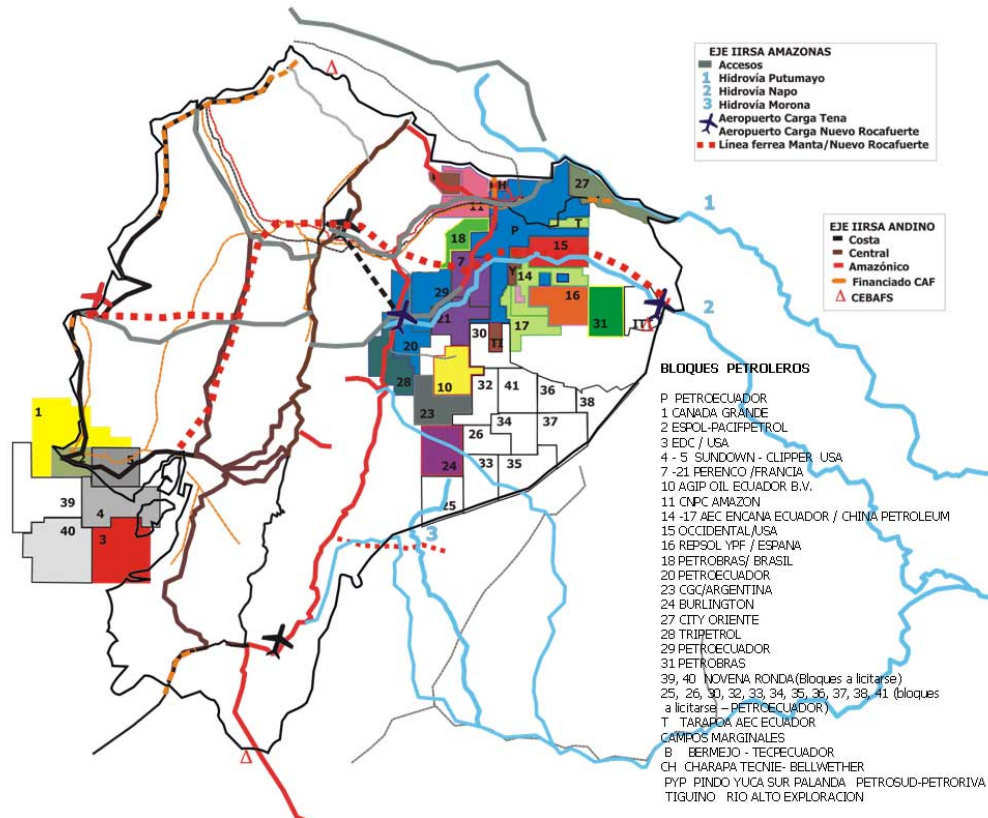 EJE IIRSA AMAZONAS
Accesos
1 Hidrovía Putumayo
2 Hidrovía Napo
3 Hidrovía Morona
Aeropuerto Carga Tena
Aeropuerto Carga Nuevo Rocafuerte
Línea ferrea Manta/Nuevo Rocafuerte
EJE IIRSA ANDINO
Costa
Central
Amazónico
Financiado CAF
Δ CEBAFS
Δ
27
H
11
T
1
P
18
15
7
Y
14
29
16
2
21
31
17
30
TI
20
28
10
32
41
36
38
23
34
37
26
24
33
35
25
3
1
5
39
4
40
3
Δ
BLOQUES PETROLEROS
P PETROECUADOR
1 CANADA GRANDE
2 ESPOL-PACIFPETROL
3 EDC / USA
4 - 5 SUNDOWN - CLIPPER USA
7 -21 PERENCO /FRANCIA
10 AGIP OIL ECUADOR B.V.
11 CNPC AMAZON
14 -17 AEC ENCANA ECUADOR / CHINA PETROLEUM
15 OCCIDENTAL/USA
16 REPSOL YPF / ESPANA
18 PETROBRAS/ BRASIL
20 PETROECUADOR
23 CGC/ARGENTINA
24 BURLINGTON
27 CITY ORIENTE
28 TRIPETROL
29 PETROECUADOR
31 PETROBRAS
39, 40 NOVENA RONDA(Bloques a licitarse)
25, 26, 30, 32, 33, 34, 35, 36, 37, 38, 41 (bloques
a licitarse – PETROECUADOR)
T TARAPOA AEC ECUADOR
CAMPOS MARGINALES
B BERMEJO - TECPECUADOR
CH CHARAPA TECNIE- BELLWETHER
PYP PINDO YUCA SUR PALANDA PETROSUD-PETRORIVA
TIGUINO RIO ALTO EXPLORACION